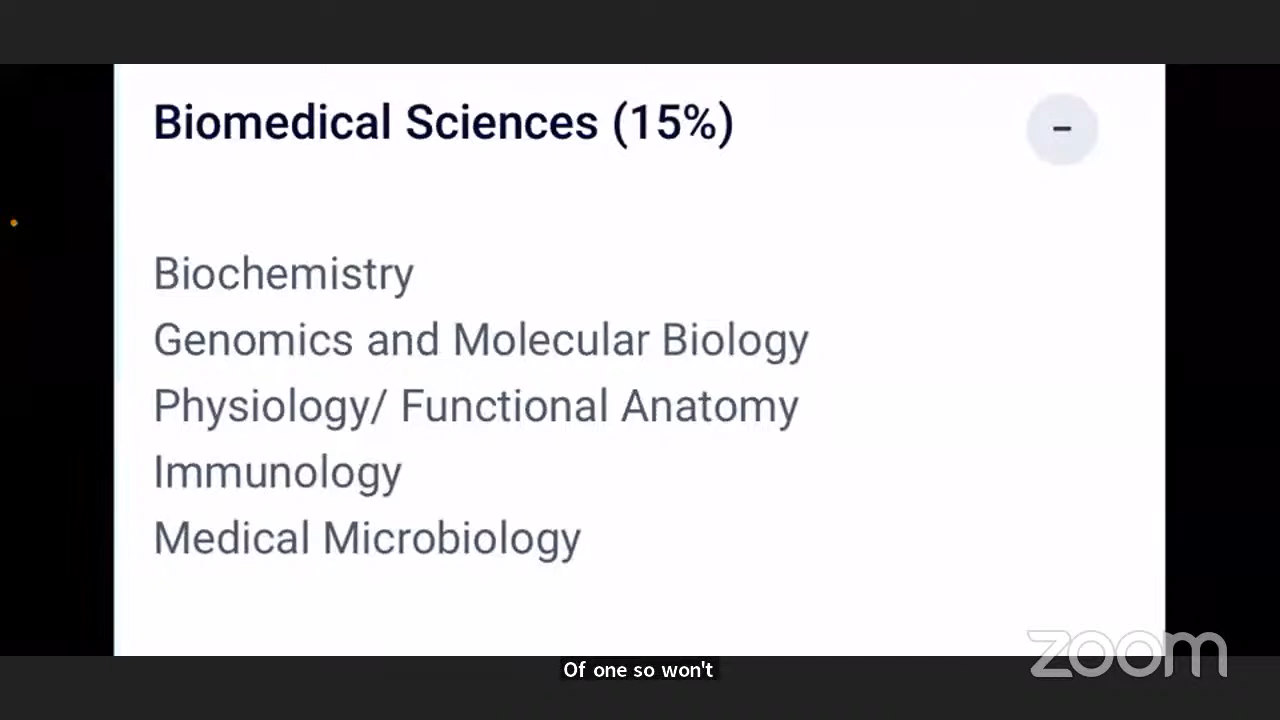 Biomedical Sciences (15%)
–
Biochemistry
Genomics and Molecular Biology
Physiology/ Functional Anatomy
Immunology
Medical Microbiology
zoom
Of one so won't